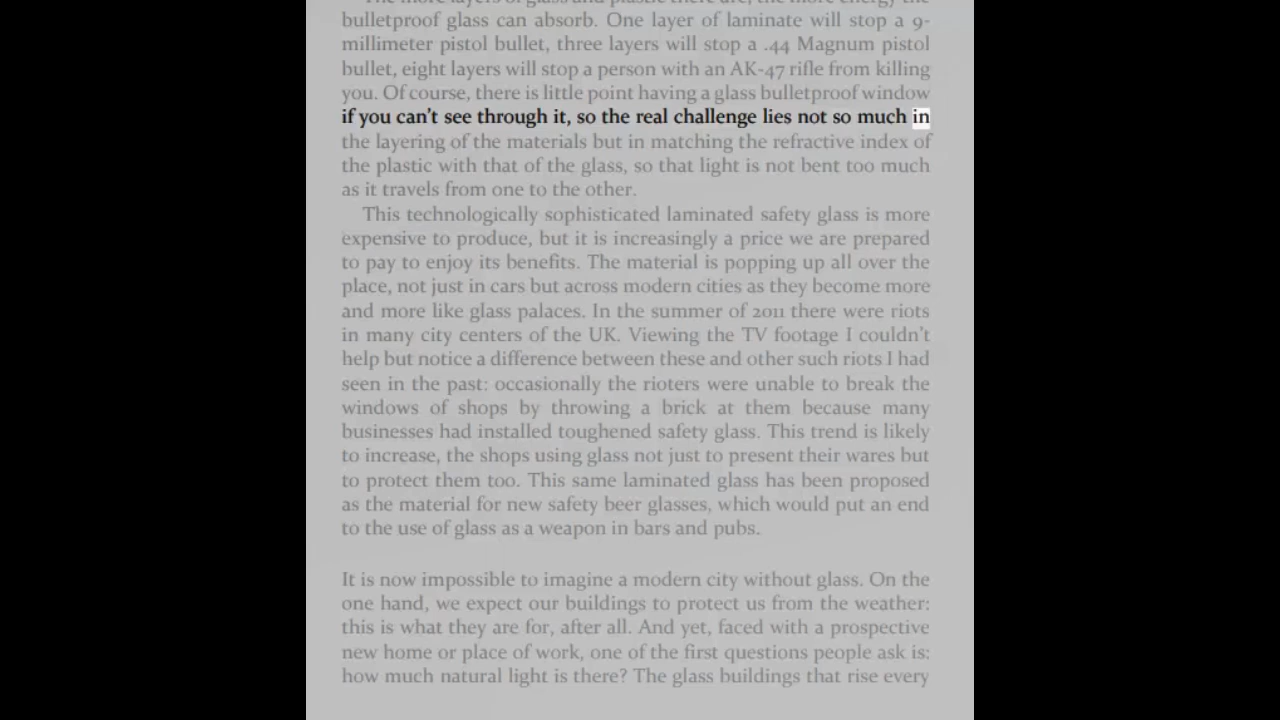 The more layers of glass and plastic there are, the more energy the
bulletproof glass can absorb. One layer of laminate will stop a 9-
millimeter pistol bullet, three layers will stop a .44 Magnum pistol
bullet, eight layers will stop a person with an AK-47 rifle from killing
you. Of course, there is little point having a glass bulletproof window
if you can't see through it, so the real challenge lies not so much in
the layering of the materials but in matching the refractive index of
the plastic with that of the glass, so that light is not bent too much
as it travels from one to the other.
This technologically sophisticated laminated safety glass is more
expensive to produce, but it is increasingly a price we are prepared
to pay to enjoy its benefits. The material is popping up all over the
place, not just in cars but across modern cities as they become more
and more like glass palaces. In the summer of 2011 there were riots
in many city centers of the UK. Viewing the TV footage I couldn't
help but notice a difference between these and other such riots I had
seen in the past: occasionally the rioters were unable to break the
windows of shops by throwing a brick at them because many
businesses had installed toughened safety glass. This trend is likely
to increase, the shops using glass not just to present their wares but
to protect them too. This same laminated glass has been proposed
as the material for new safety beer glasses, which would put an end
to the use of glass as a weapon in bars and pubs.
It is now impossible to imagine a modern city without glass. On the
one hand, we expect our buildings to protect us from the weather:
this is what they are for, after all. And yet, faced with a prospective
new home or place of work, one of the first questions people ask is:
how much natural light is there? The glass buildings that rise every